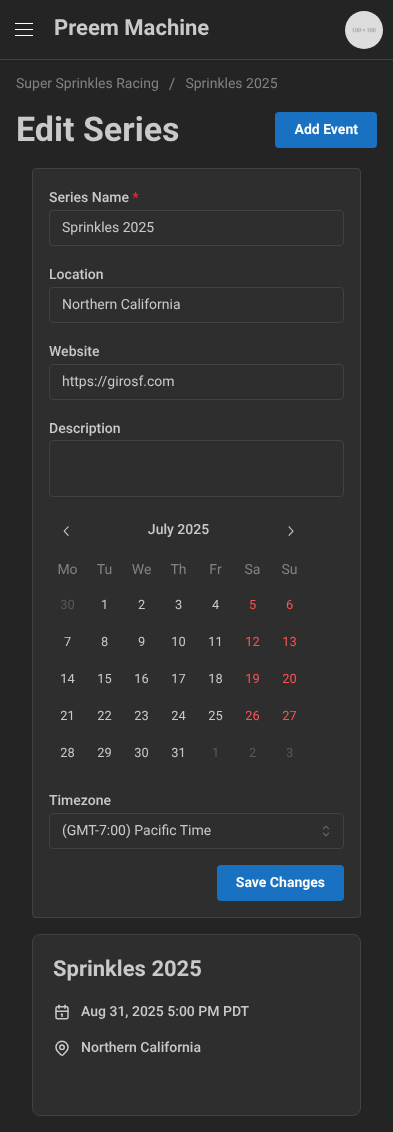 Preem Machine
100 × 100
Super Sprinkles Racing / Sprinkles 2025
Edit Series
Add Event
Series Name *
Sprinkles 2025
Location
Northern California
Website
https://girosf.com
Description
July 2025
Mo Tu We Th Fr Sa Su
30 1 2 3 4 5 6
7 8 9 10 11 12 13
14 15 16 17 18 19 20
21 22 23 24 25 26 27
28 29 30 31 1 2 3
Timezone
(GMT-7:00) Pacific Time
Save Changes
Sprinkles 2025
Aug 31, 2025 5:00 PM PDT
Northern California